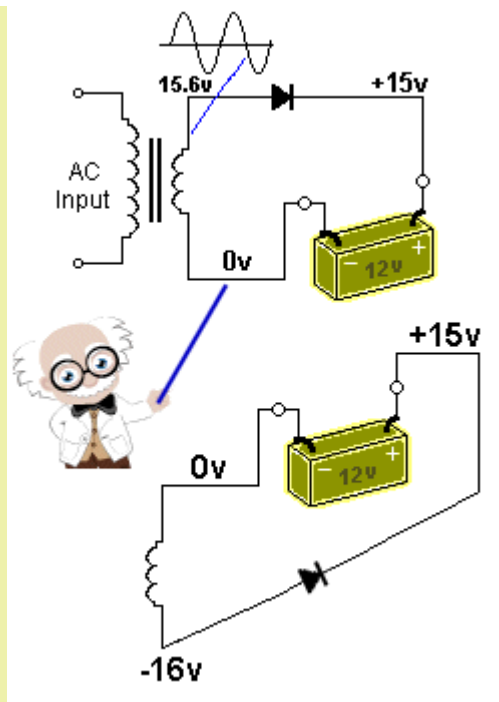 15.6v
+15v
AC
Input
0v
− 12v +
+15v
0v
− 12v +
-16v